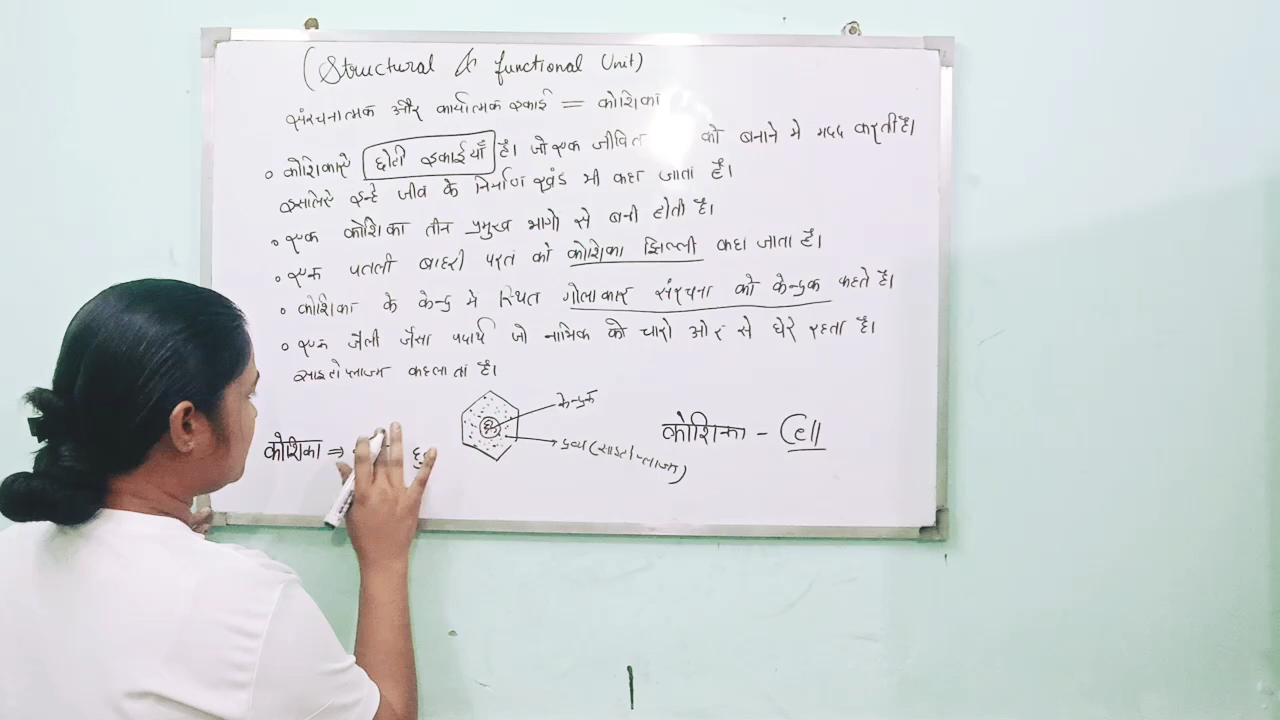 (Structural & functional Unit)
संरचनात्मक और कार्यात्मक इकाई = कोशिका
• कोशिकाएँ छोटी इकाईयाँ है। जो एक जीवित को बनाने मे मदद करती है।
इसलिए इन्हे जीव के निर्माण खंड भी कहा जाता है।
• एक कोशिका तीन प्रमुख भागो से बनी होती है।
• एक पतली बाहरी परत को कोशिका झिल्ली कहा जाता है।
• कोशिका के केन्द्र मे स्थित गोलाकार संरचना को केन्द्रक कहते है।
• एक जैली जैसा पदार्थ जो नाभिक को चारो ओर से घेरे रहता है।
साइटोप्लाज्म कहलाता है।
केन्द्रक
द्रव्य (साइटोप्लाज्म)
कोशिका - Cell
कोशिका ⇒